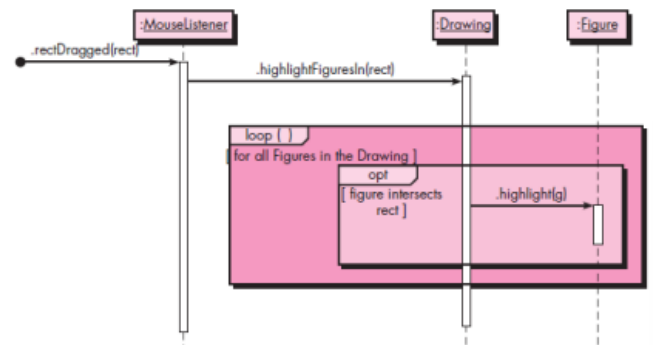 :MouseListener
:Drawing
:Figure
.rectDragged(rect)
.highlightFiguresIn(rect)
loop ( )
[ for all Figures in the Drawing ]
opt
[ figure intersects
rect ]
.highlight(g)